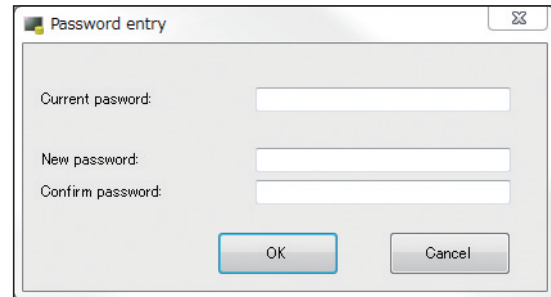 Password entry
Current pasword:
New password:
Confirm password:
OK
Cancel